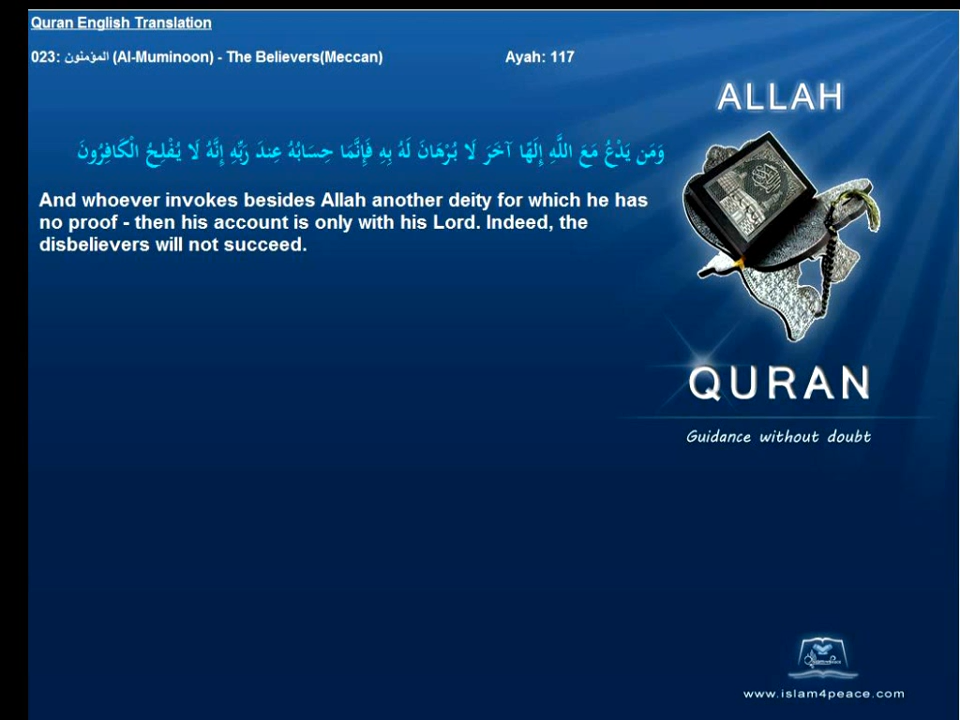 Quran English Translation
023: المؤمنون (Al-Muminoon) - The Believers(Meccan) Ayah: 117
ALLAH
وَمَن يَدْعُ مَعَ اللَّهِ إِلَهًا آخَرَ لَا بُرْهَانَ لَهُ بِهِ فَإِنَّمَا حِسَابُهُ عِندَ رَبِّهِ إِنَّهُ لَا يُفْلِحُ الْكَافِرُونَ
And whoever invokes besides Allah another deity for which he has
no proof - then his account is only with his Lord. Indeed, the
disbelievers will not succeed.
QURAN
Guidance without doubt
www.islam4peace.com